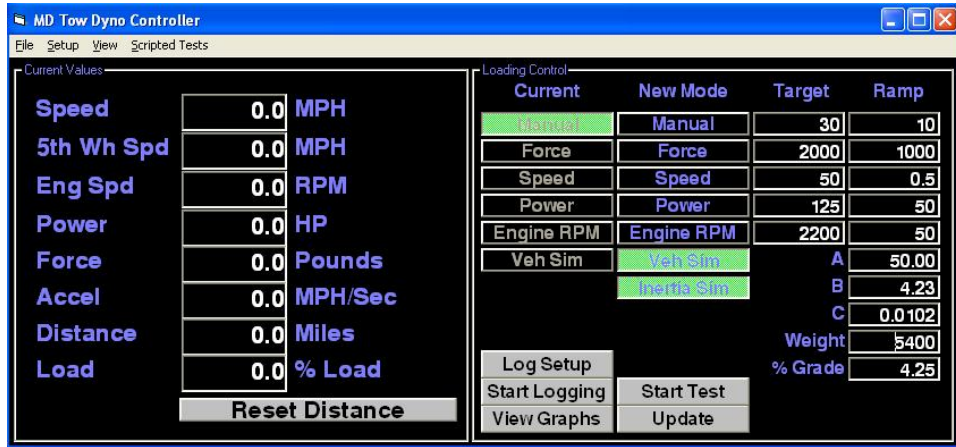 MD Tow Dyno Controller
File Setup View Scripted Tests
Current Values
Speed 0.0 MPH
5th Wh Spd 0.0 MPH
Eng Spd 0.0 RPM
Power 0.0 HP
Force 0.0 Pounds
Accel 0.0 MPH/Sec
Distance 0.0 Miles
Load 0.0 % Load
Reset Distance
Loading Control
Current New Mode Target Ramp
Manual Manual 30 10
Force Force 2000 1000
Speed Speed 50 0.5
Power Power 125 50
Engine RPM Engine RPM 2200 50
Veh Sim Veh Sim A 50.00
Inertia Sim B 4.23
C 0.0102
Weight 5400
% Grade 4.25
Log Setup
Start Logging Start Test
View Graphs Update